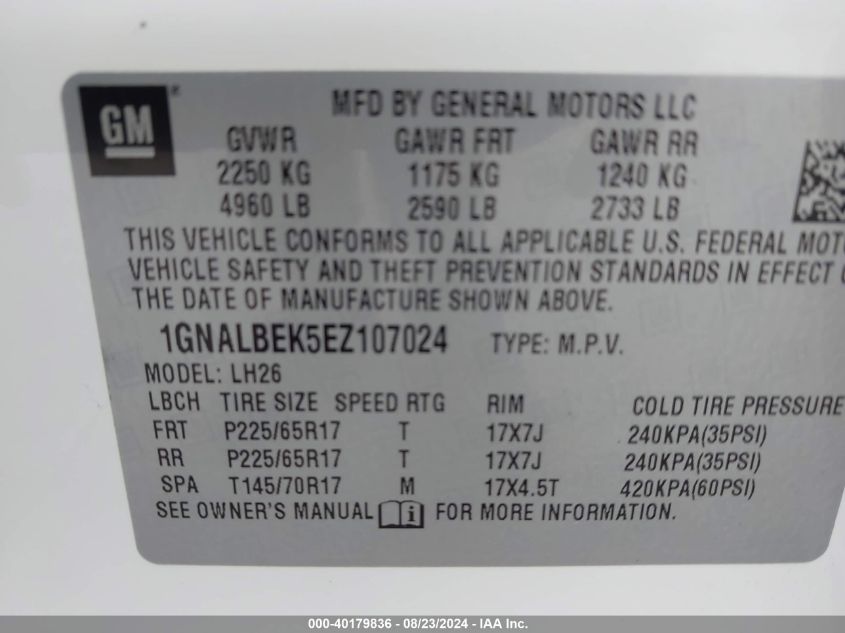 GM
MFD BY GENERAL MOTORS LLC
GVWR GAWR FRT GAWR RR
2250 KG 1175 KG 1240 KG
4960 LB 2590 LB 2733 LB
THIS VEHICLE CONFORMS TO ALL APPLICABLE U.S. FEDERAL MOTO
VEHICLE SAFETY AND THEFT PREVENTION STANDARDS IN EFFECT O
THE DATE OF MANUFACTURE SHOWN ABOVE.
1GNALBEK5EZ107024 TYPE: M.P.V.
MODEL: LH26
LBCH TIRE SIZE SPEED RTG RIM COLD TIRE PRESSURE
FRT P225/65R17 T 17X7J 240KPA(35PSI)
RR P225/65R17 T 17X7J 240KPA(35PSI)
SPA T145/70R17 M 17X4.5T 420KPA(60PSI)
SEE OWNER'S MANUAL i FOR MORE INFORMATION.
000-40179836 - 08/23/2024 - IAA Inc.